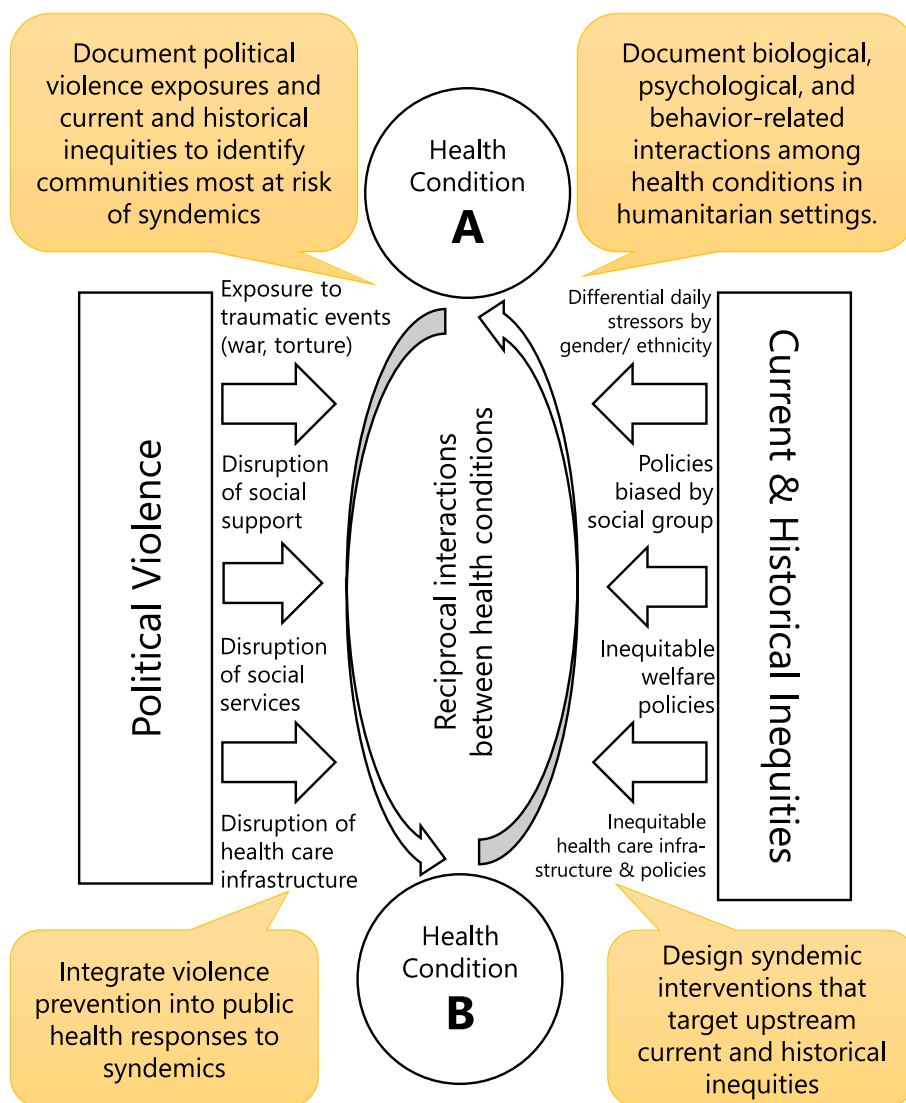 Document political
violence exposures and
current and historical
inequities to identify
communities most at risk
of syndemics
Document biological,
psychological, and
behavior-related
interactions among
health conditions in
humanitarian settings.
Health
Condition
A
Political Violence
Exposure to
traumatic events
(war, torture)
Disruption
of social
support
Disruption
of social
services
Disruption of
health care
infrastructure
Reciprocal interactions
between health conditions
Differential daily
stressors by
gender/ ethnicity
Policies
biased by
social group
Inequitable
welfare
policies
Inequitable
health care infra-
structure & policies
Current & Historical Inequities
Health
Condition
B
Integrate violence
prevention into public
health responses to
syndemics
Design syndemic
interventions that
target upstream
current and historical
inequities